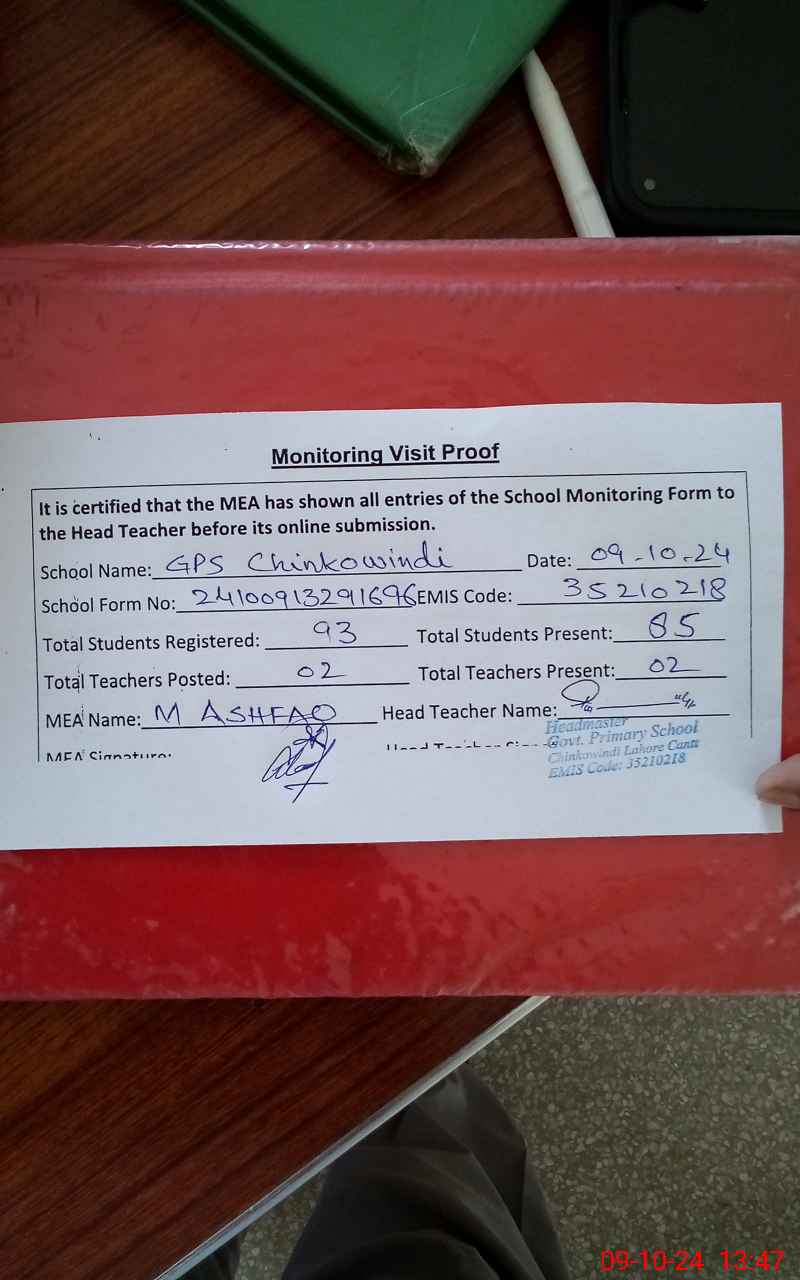 Monitoring Visit Proof
It is certified that the MEA has shown all entries of the School Monitoring Form to
the Head Teacher before its online submission.
School Name: GPS Chinkowindi Date: 09-10-24
School Form No: 24100913291696 EMIS Code: 35210218
Total Students Registered: 93 Total Students Present: 85
Total Teachers Posted: 02 Total Teachers Present: 02
MEA Name: M ASHFAQ Head Teacher Name:
MEA Signature:
Headmaster
Govt. Primary School
Chinkowindi Lahore Cantt
EMIS Code: 35210218
09-10-24 13:47